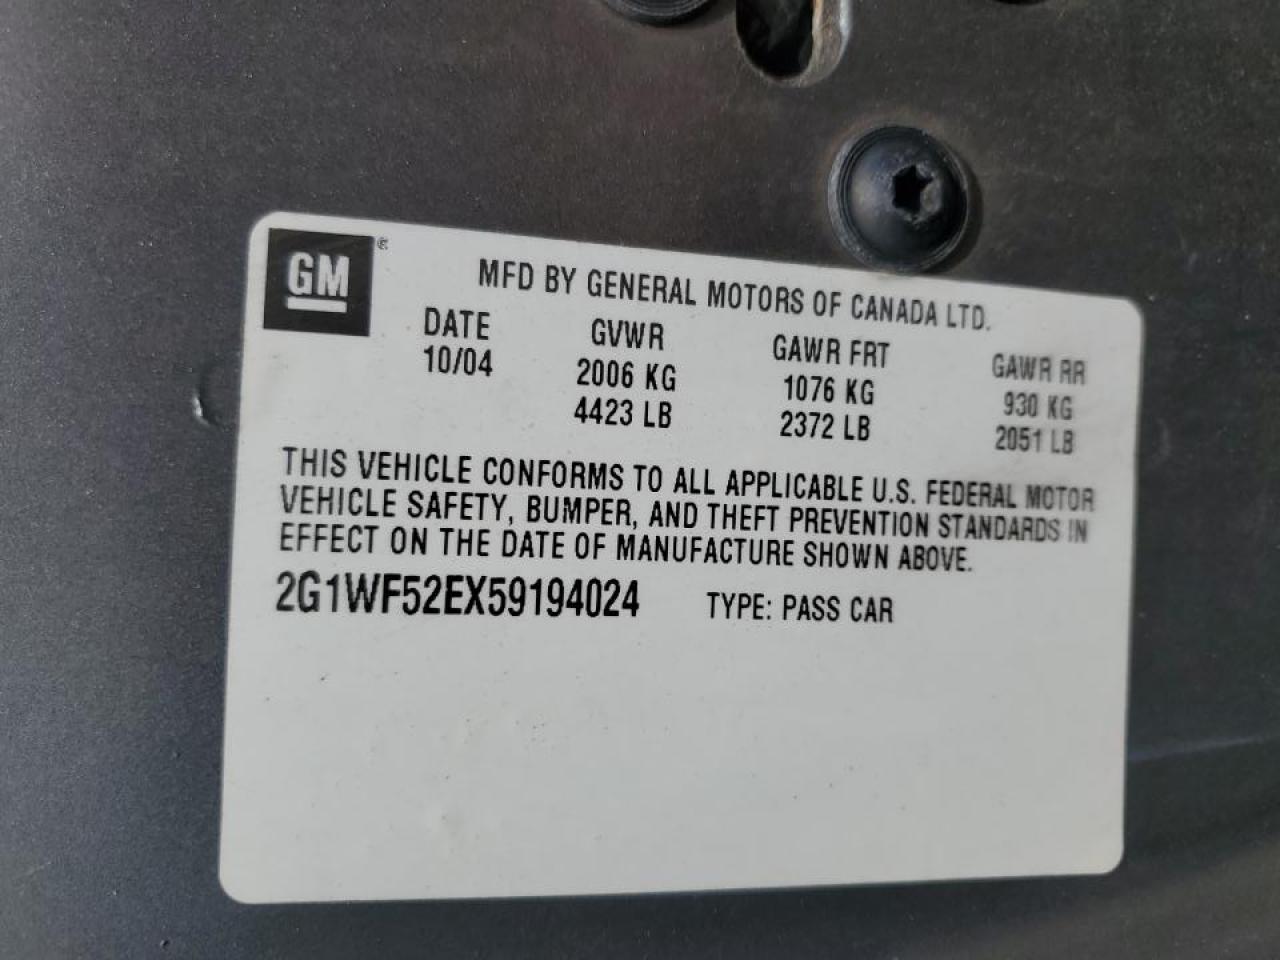 GM®
MFD BY GENERAL MOTORS OF CANADA LTD.
DATE GVWR GAWR FRT GAWR RR
10/04 2006 KG 1076 KG 930 KG
4423 LB 2372 LB 2051 LB
THIS VEHICLE CONFORMS TO ALL APPLICABLE U.S. FEDERAL MOTOR
VEHICLE SAFETY, BUMPER, AND THEFT PREVENTION STANDARDS IN
EFFECT ON THE DATE OF MANUFACTURE SHOWN ABOVE.
2G1WF52EX59194024 TYPE: PASS CAR